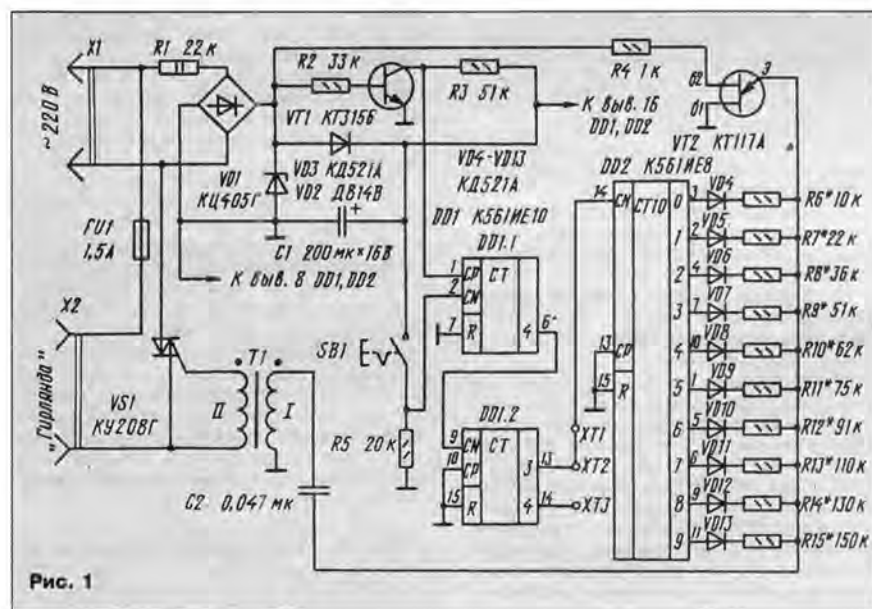 X1
R1 22 к
~220 В
R2 33 к
VT1 КТ315Б
R3 51 к
R4 1 к
б2
б1
Э
К выв. 16
DD1, DD2
VT2 КТ117А
VD1
КЦ405Г
VD3 КД521А
VD2 Д814В
VD4-VD13
КД521А
DD1 К561ИЕ10
DD1.1
DD2 К561ИЕ8
FU1
1,5А
C1 200 мк × 16 В
+
К выв. 8 DD1, DD2
X2
„Гирлянда"
VS1
КУ208Г
T1
II
I
SB1
R5 20 к
C2 0,047 мк
1
2
7
CP
CN
R
CT
4
6
DD1.2
9
10
15
CN
CP
R
CT
3
4
13
14
XT1
XT2
XT3
14
13
15
CN
CP
R
CT10
0 3 VD4 R6* 10 к
1 2 VD5 R7* 22 к
2 4 VD6 R8* 36 к
3 7 VD7 R9* 51 к
4 10 VD8 R10* 62 к
5 1 VD9 R11* 75 к
6 5 VD10 R12* 91 к
7 6 VD11 R13* 110 к
8 9 VD12 R14* 130 к
9 11 VD13 R15* 150 к
Рис. 1